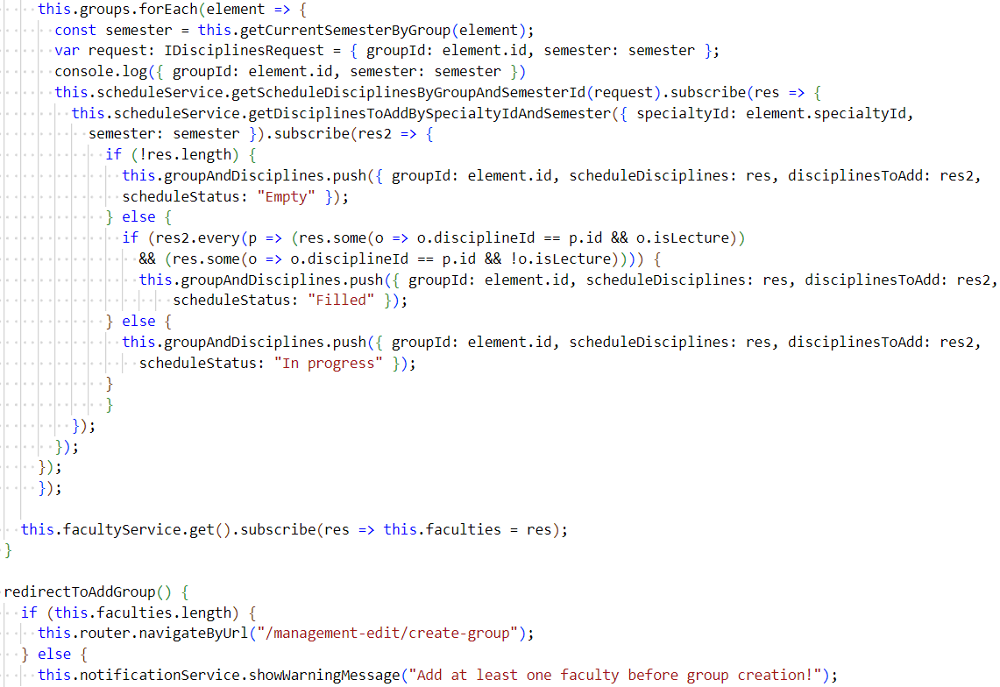 this.groups.forEach(element => {
const semester = this.getCurrentSemesterByGroup(element);
var request: IDisciplinesRequest = { groupId: element.id, semester: semester };
console.log({ groupId: element.id, semester: semester })
this.scheduleService.getScheduleDisciplinesByGroupAndSemesterId(request).subscribe(res => {
this.scheduleService.getDisciplinesToAddBySpecialtyIdAndSemester({ specialtyId: element.specialtyId,
semester: semester }).subscribe(res2 => {
if (!res.length) {
this.groupAndDisciplines.push({ groupId: element.id, scheduleDisciplines: res, disciplinesToAdd: res2,
scheduleStatus: "Empty" });
} else {
if (res2.every(p => (res.some(o => o.disciplineId == p.id && o.isLecture))
&& (res.some(o => o.disciplineId == p.id && !o.isLecture)))) {
this.groupAndDisciplines.push({ groupId: element.id, scheduleDisciplines: res, disciplinesToAdd: res2,
scheduleStatus: "Filled" });
} else {
this.groupAndDisciplines.push({ groupId: element.id, scheduleDisciplines: res, disciplinesToAdd: res2,
scheduleStatus: "In progress" });
}
}
});
});
});
});
this.facultyService.get().subscribe(res => this.faculties = res);
}
redirectToAddGroup() {
if (this.faculties.length) {
this.router.navigateByUrl("/management-edit/create-group");
} else {
this.notificationService.showWarningMessage("Add at least one faculty before group creation!");